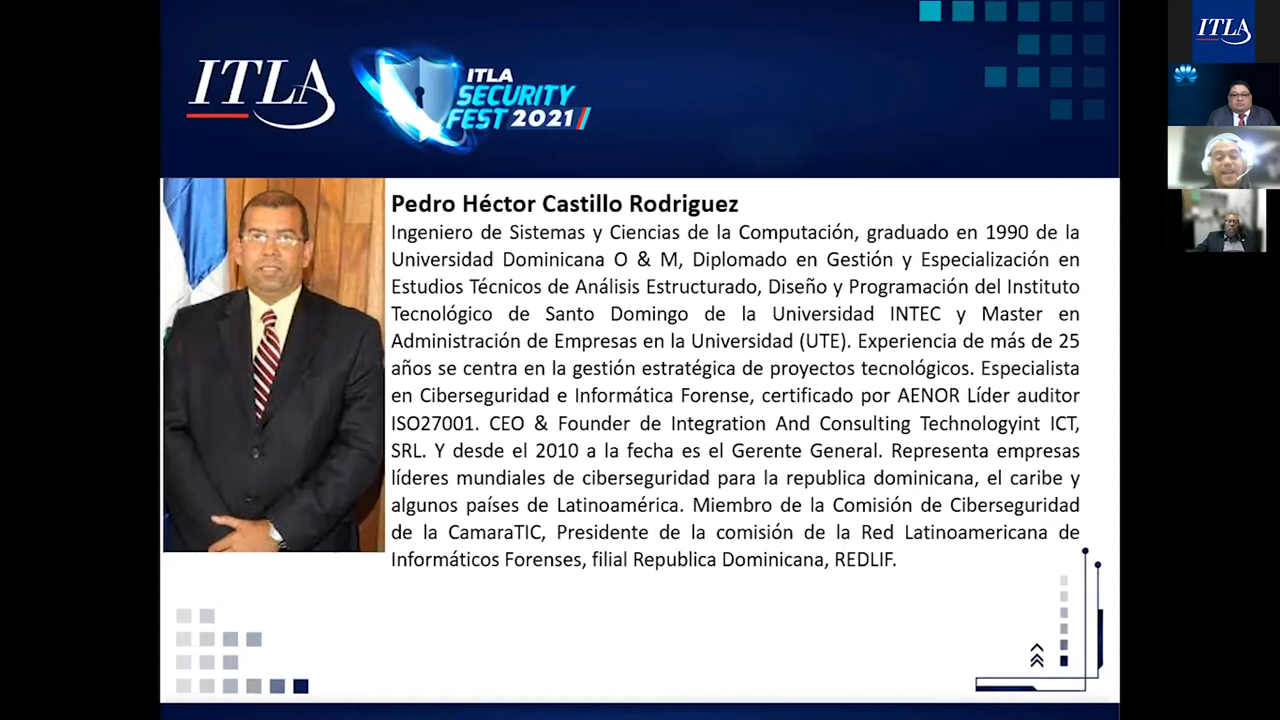 ITLA
ITLA
SECURITY
FEST 2021
ITLA
Pedro Héctor Castillo Rodriguez
Ingeniero de Sistemas y Ciencias de la Computación, graduado en 1990 de la
Universidad Dominicana O & M, Diplomado en Gestión y Especialización en
Estudios Técnicos de Análisis Estructurado, Diseño y Programación del Instituto
Tecnológico de Santo Domingo de la Universidad INTEC y Master en
Administración de Empresas en la Universidad (UTE). Experiencia de más de 25
años se centra en la gestión estratégica de proyectos tecnológicos. Especialista
en Ciberseguridad e Informática Forense, certificado por AENOR Líder auditor
ISO27001. CEO & Founder de Integration And Consulting Technologyint ICT,
SRL. Y desde el 2010 a la fecha es el Gerente General. Representa empresas
líderes mundiales de ciberseguridad para la republica dominicana, el caribe y
algunos países de Latinoamérica. Miembro de la Comisión de Ciberseguridad
de la CamaraTIC, Presidente de la comisión de la Red Latinoamericana de
Informáticos Forenses, filial Republica Dominicana, REDLIF.